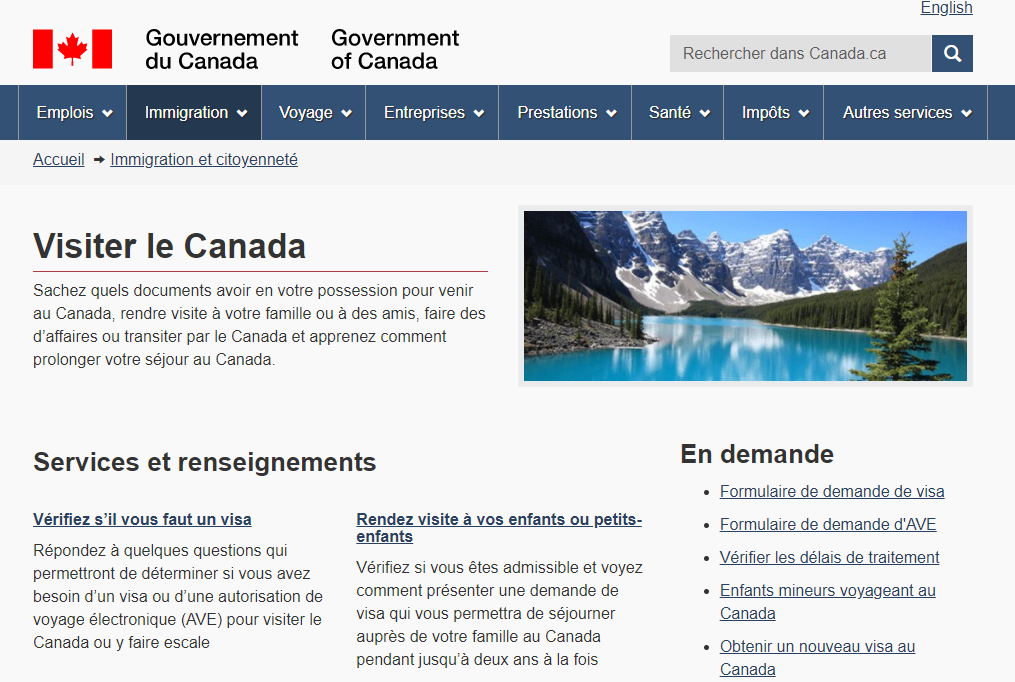 English
Gouvernement
du Canada
Government
of Canada
Rechercher dans Canada.ca
Emplois
Immigration
Voyage
Entreprises
Prestations
Santé
Impôts
Autres services
Accueil
Immigration et citoyenneté
Visiter le Canada
Sachez quels documents avoir en votre possession pour venir
au Canada, rendre visite à votre famille ou à des amis, faire des
d’affaires ou transiter par le Canada et apprenez comment
prolonger votre séjour au Canada.
Services et renseignements
Vérifiez s’il vous faut un visa
Répondez à quelques questions qui
permettront de déterminer si vous avez
besoin d’un visa ou d’une autorisation de
voyage électronique (AVE) pour visiter le
Canada ou y faire escale
Rendez visite à vos enfants ou petits-
enfants
Vérifiez si vous êtes admissible et voyez
comment présenter une demande de
visa qui vous permettra de séjourner
auprès de votre famille au Canada
pendant jusqu’à deux ans à la fois
En demande
Formulaire de demande de visa
Formulaire de demande d'AVE
Vérifier les délais de traitement
Enfants mineurs voyageant au
Canada
Obtenir un nouveau visa au
Canada